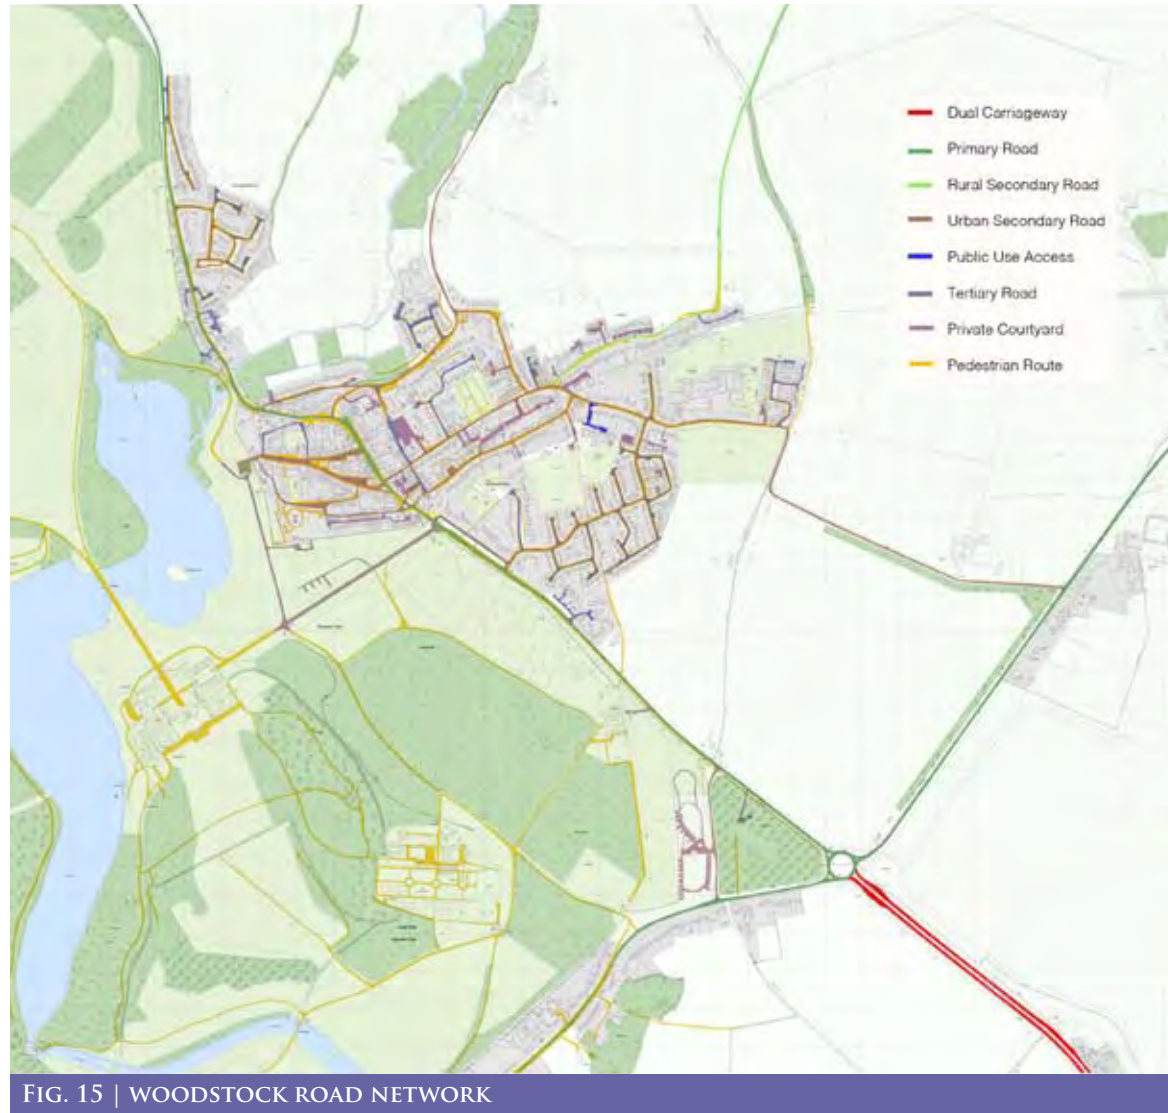 Dual Carriageway
Primary Road
Rural Secondary Road
Urban Secondary Road
Public Use Access
Tertiary Road
Private Courtyard
Pedestrian Route
FIG. 15 | WOODSTOCK ROAD NETWORK